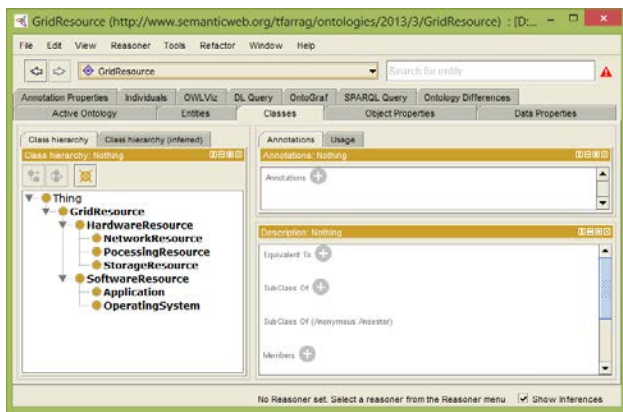 GridResource (http://www.semanticweb.org/tfarrag/ontologies/2013/3/GridResource) : [D:...
File Edit View Reasoner Tools Refactor Window Help
GridResource Search for entity
Annotation Properties Individuals OWLViz DL Query OntoGraf SPARQL Query Ontology Differences
Active Ontology Entities Classes Object Properties Data Properties
Class hierarchy Class hierarchy (inferred) Annotations Usage
Class hierarchy: Nothing Annotations: Nothing
Annotations
Thing
GridResource
HardwareResource
NetworkResource
PocessingResource
StorageResource
SoftwareResource
Application
OperatingSystem
Description: Nothing
Equivalent To
SubClass Of
SubClass Of (Anonymous Ancestor)
Members
No Reasoner set. Select a reasoner from the Reasoner menu Show Inferences